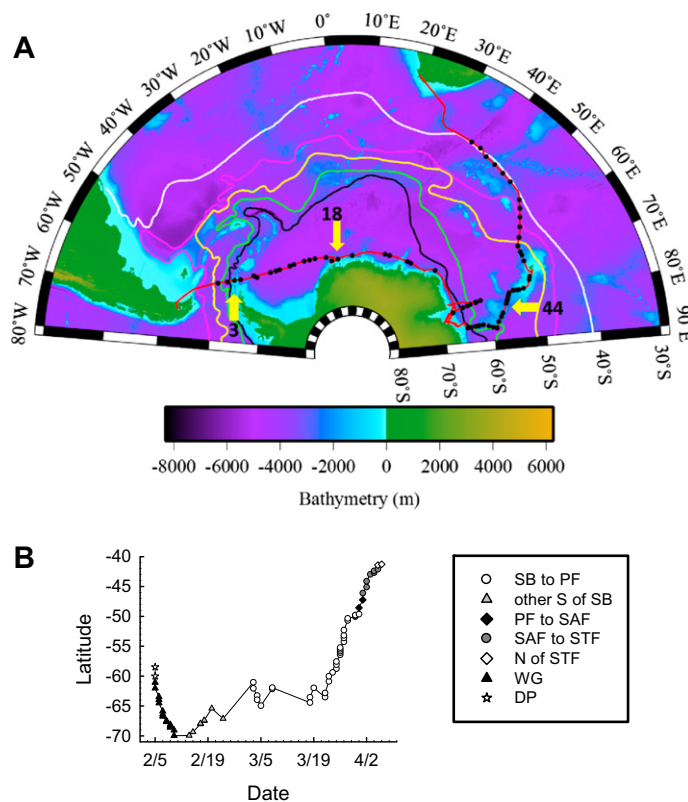 A
80°W
70°W
60°W
50°W
40°W
30°W
20°W
10°W
0°
10°E
20°E
30°E
40°E
50°E
60°E
70°E
80°E
90°E
18
3
44
80°S
70°S
60°S
50°S
40°S
30°S
-8000 -6000 -4000 -2000 0 2000 4000 6000
Bathymetry (m)
B
Latitude
-40
-45
-50
-55
-60
-65
-70
2/5 2/19 3/5 3/19 4/2
Date
SB to PF
other S of SB
PF to SAF
SAF to STF
N of STF
WG
DP